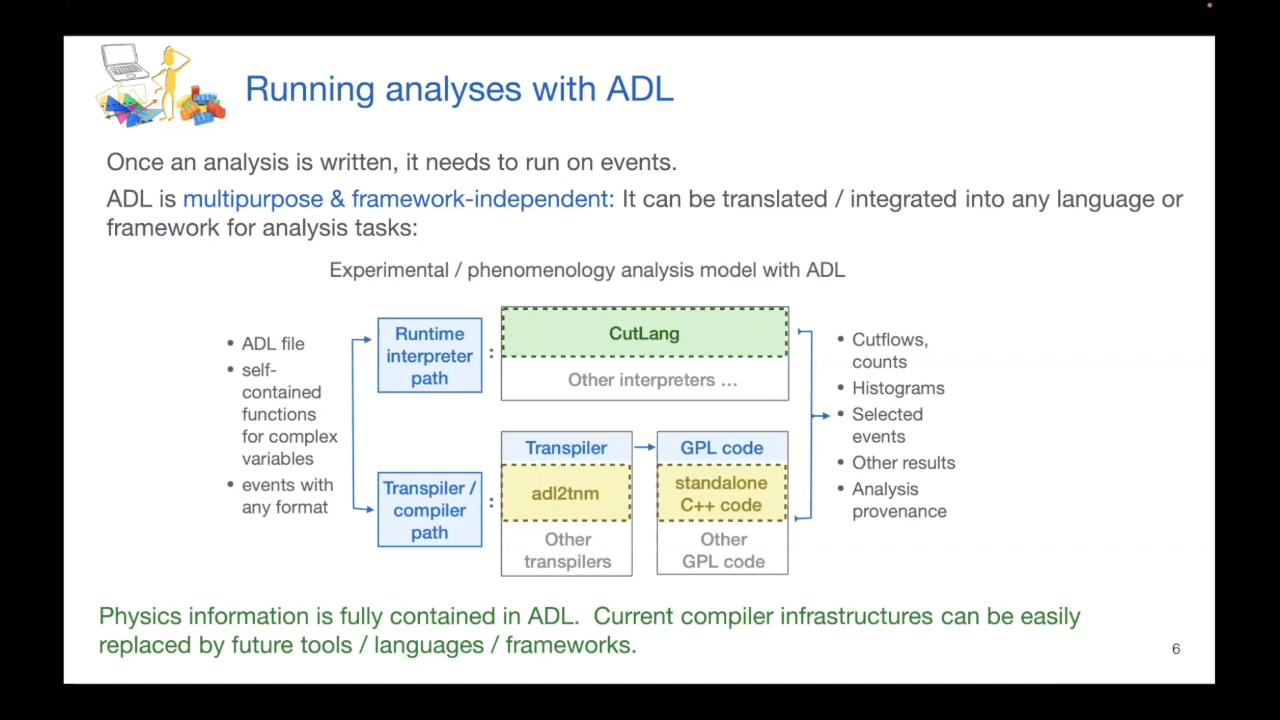 Running analyses with ADL
Once an analysis is written, it needs to run on events.
ADL is multipurpose & framework-independent: It can be translated / integrated into any language or
framework for analysis tasks:
Experimental / phenomenology analysis model with ADL
• ADL file
• self-
contained
functions
for complex
variables
• events with
any format
Runtime
interpreter
path
:
CutLang
Other interpreters ...
Transpiler /
compiler
path
:
Transpiler
adl2tnm
Other
transpilers
GPL code
standalone
C++ code
Other
GPL code
• Cutflows,
counts
• Histograms
• Selected
events
• Other results
• Analysis
provenance
Physics information is fully contained in ADL.  Current compiler infrastructures can be easily
replaced by future tools / languages / frameworks.
6